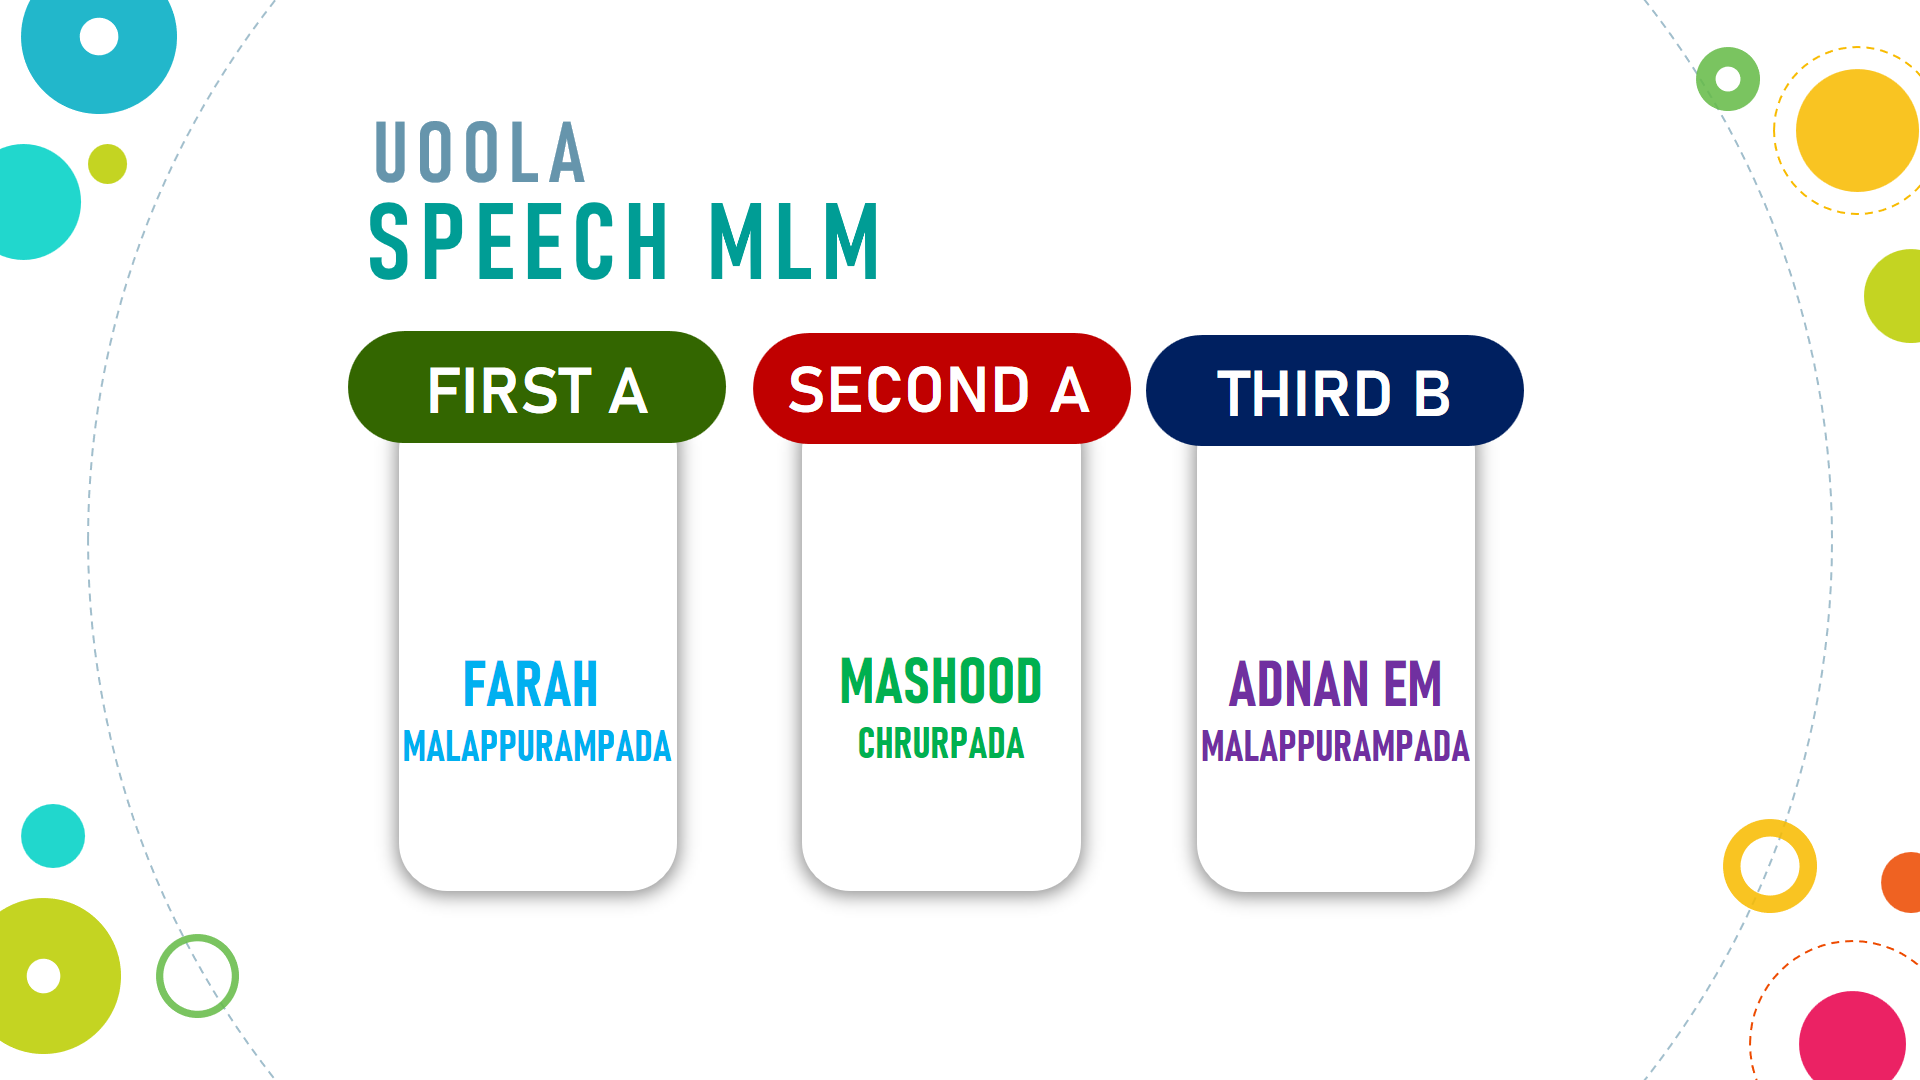 UOOLA
SPEECH MLM
FIRST A
SECOND A
THIRD B
FARAH
MALAPPURAMPADA
MASHOOD
CHRURPADA
ADNAN EM
MALAPPURAMPADA